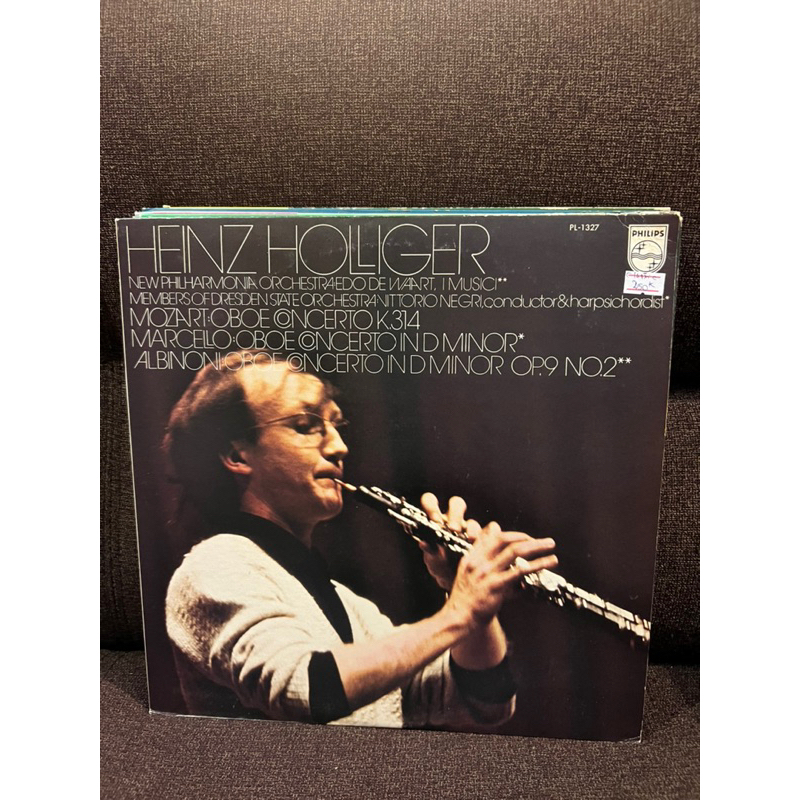 HEINZ HOLLIGER
PL-1327
PHILIPS
NEW PHILHARMONIA ORCHESTRA EDO DE WAART. I MUSICI**
MEMBERS OF DRESDEN STATE ORCHESTRA VITTORIO NEGRI, conductor & harpsichordist*
MOZART: OBOE CONCERTO K.314
MARCELLO: OBOE CONCERTO IN D MINOR*
ALBINONI: OBOE CONCERTO IN D MINOR OP.9 NO.2**